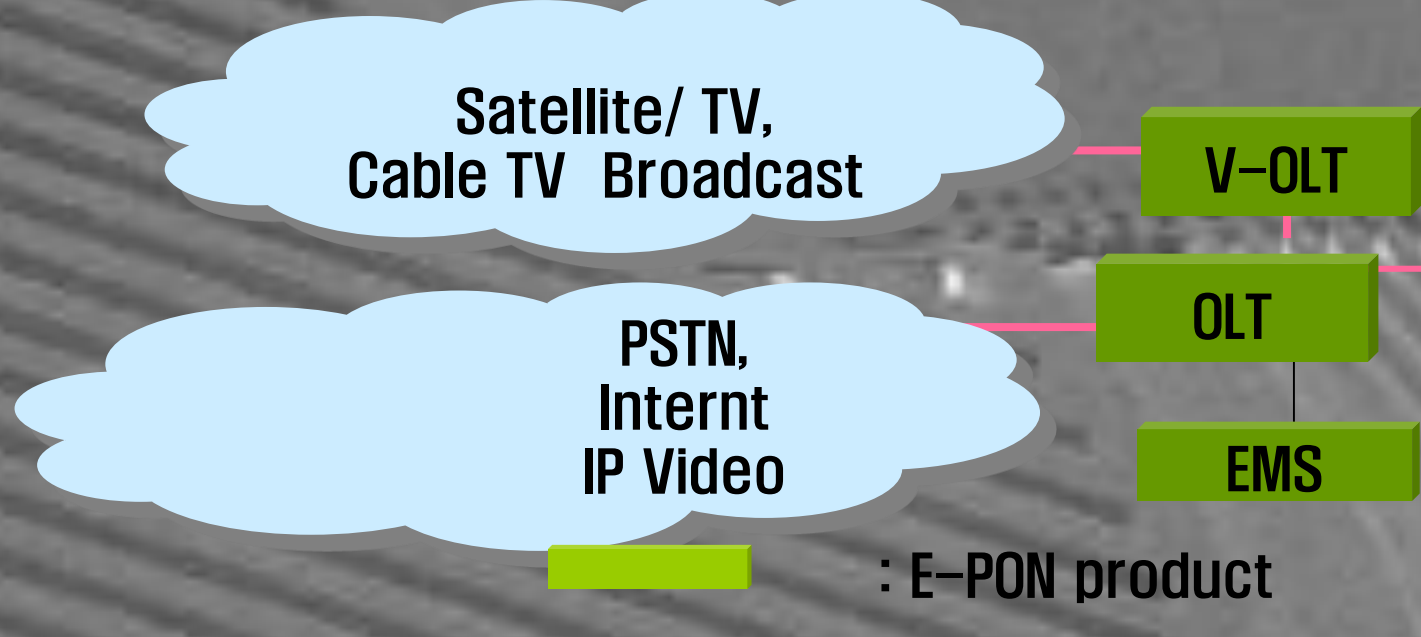 Satellite/ TV,
Cable TV Broadcast
V-OLT
OLT
PSTN,
Internt
IP Video
EMS
: E-PON product